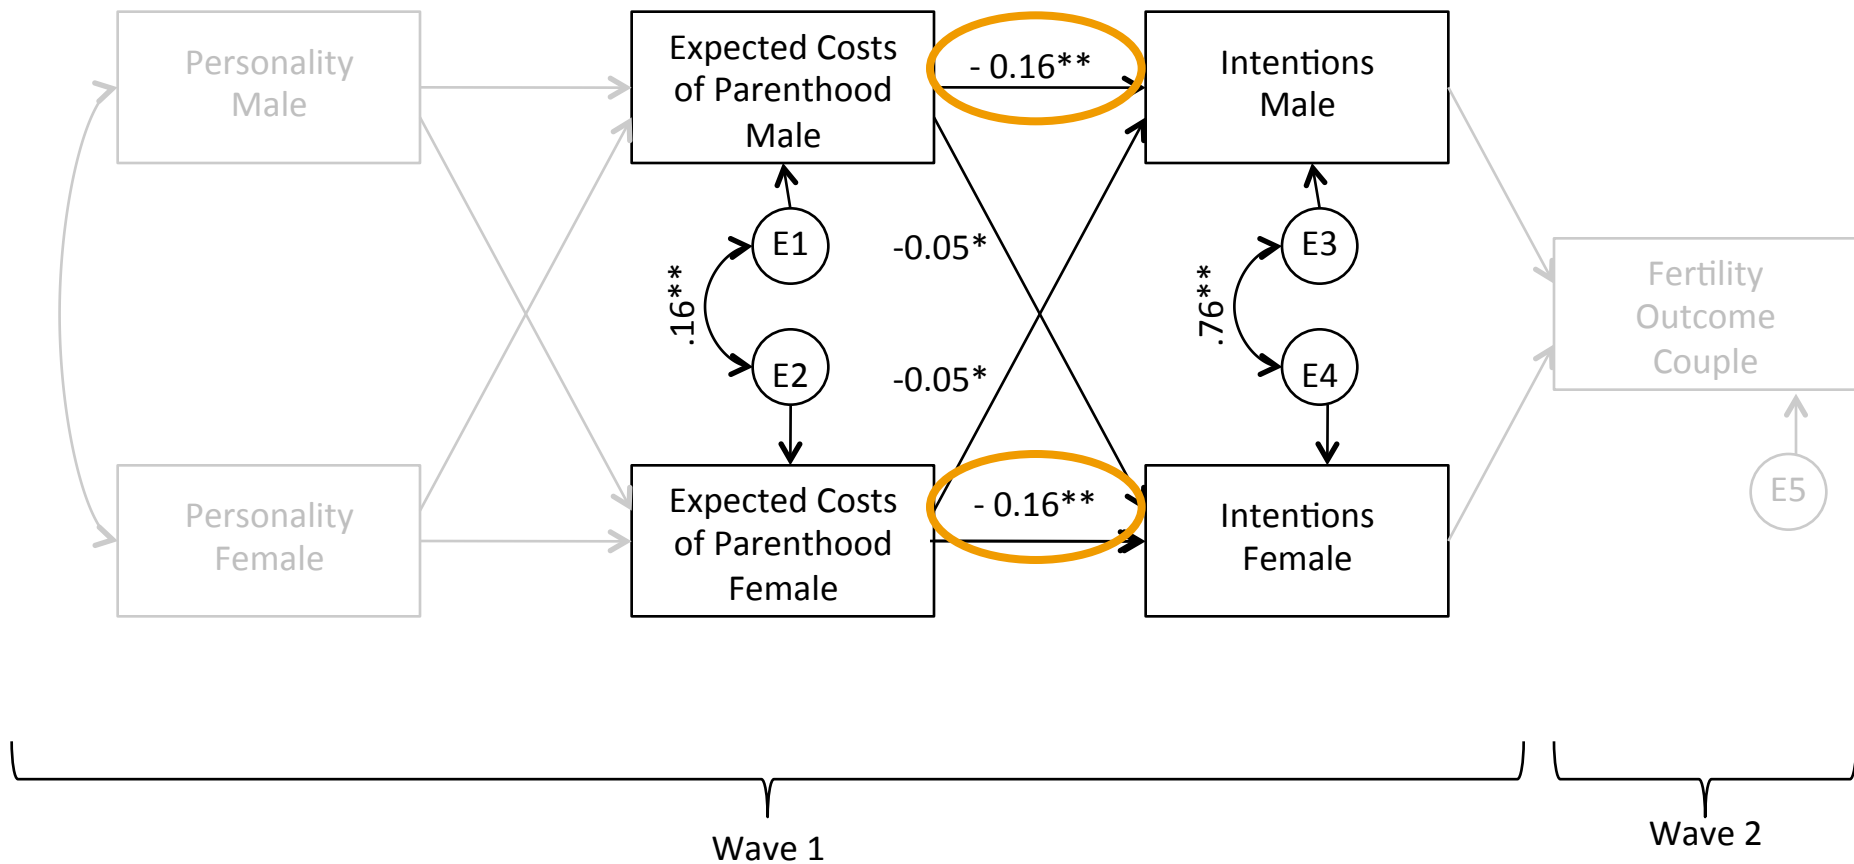 Personality
Male
Expected Costs
of Parenthood
Male
- 0.16**
Intentions
Male
E1
-0.05*
E3
.16**
.76**
Fertility
Outcome
Couple
E2
-0.05*
E4
Personality
Female
Expected Costs
of Parenthood
Female
- 0.16**
Intentions
Female
E5
Wave 1
Wave 2